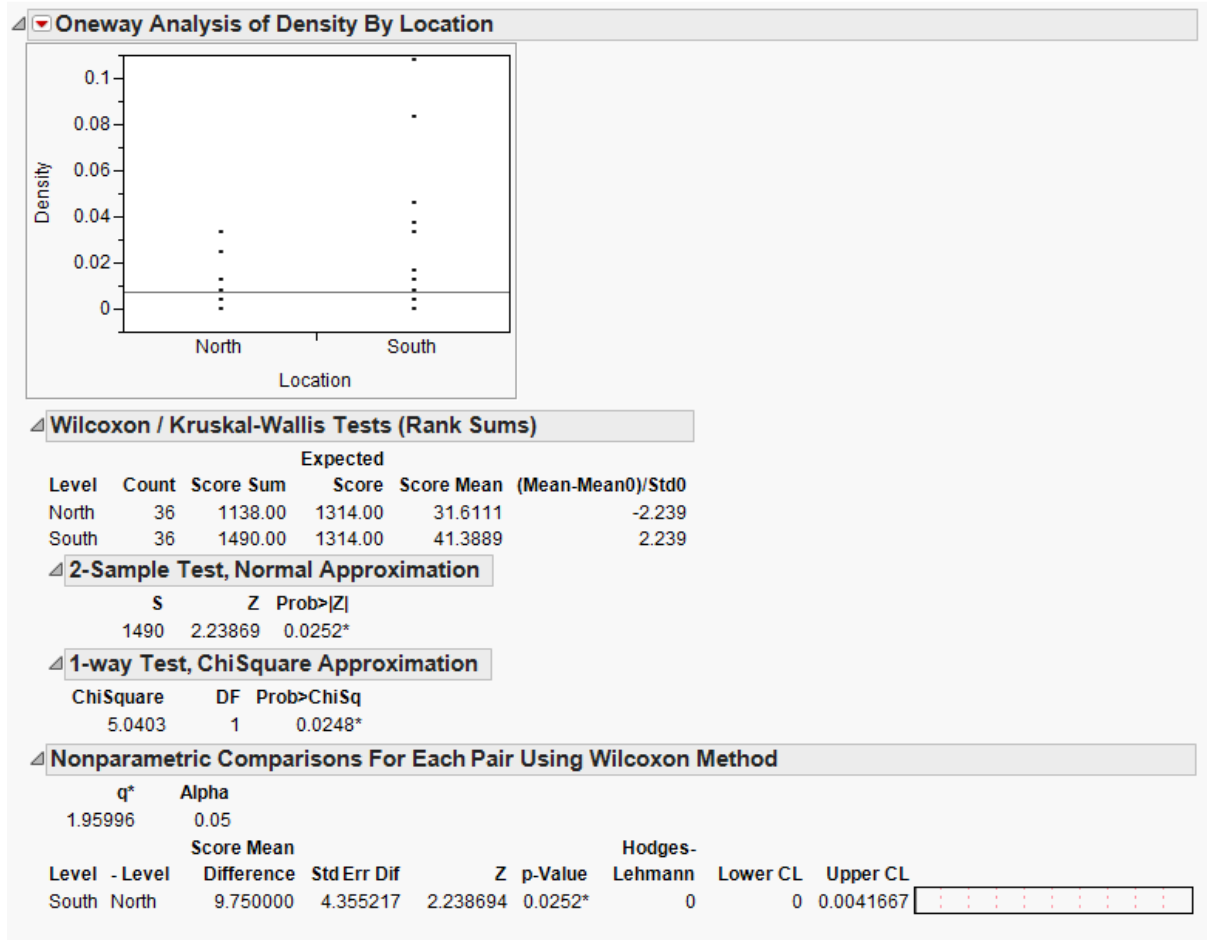 Oneway Analysis of Density By Location
0.1
0.08
0.06
0.04
0.02
0
Density
North South
Location
Wilcoxon / Kruskal-Wallis Tests (Rank Sums)
Expected
Level Count Score Sum Score Score Mean (Mean-Mean0)/Std0
North 36 1138.00 1314.00 31.6111 -2.239
South 36 1490.00 1314.00 41.3889 2.239
2-Sample Test, Normal Approximation
S Z Prob>|Z|
1490 2.23869 0.0252*
1-way Test, ChiSquare Approximation
ChiSquare DF Prob>ChiSq
5.0403 1 0.0248*
Nonparametric Comparisons For Each Pair Using Wilcoxon Method
q* Alpha
1.95996 0.05
Score Mean Hodges-
Level - Level Difference Std Err Dif Z p-Value Lehmann Lower CL Upper CL
South North 9.750000 4.355217 2.238694 0.0252* 0 0 0.0041667